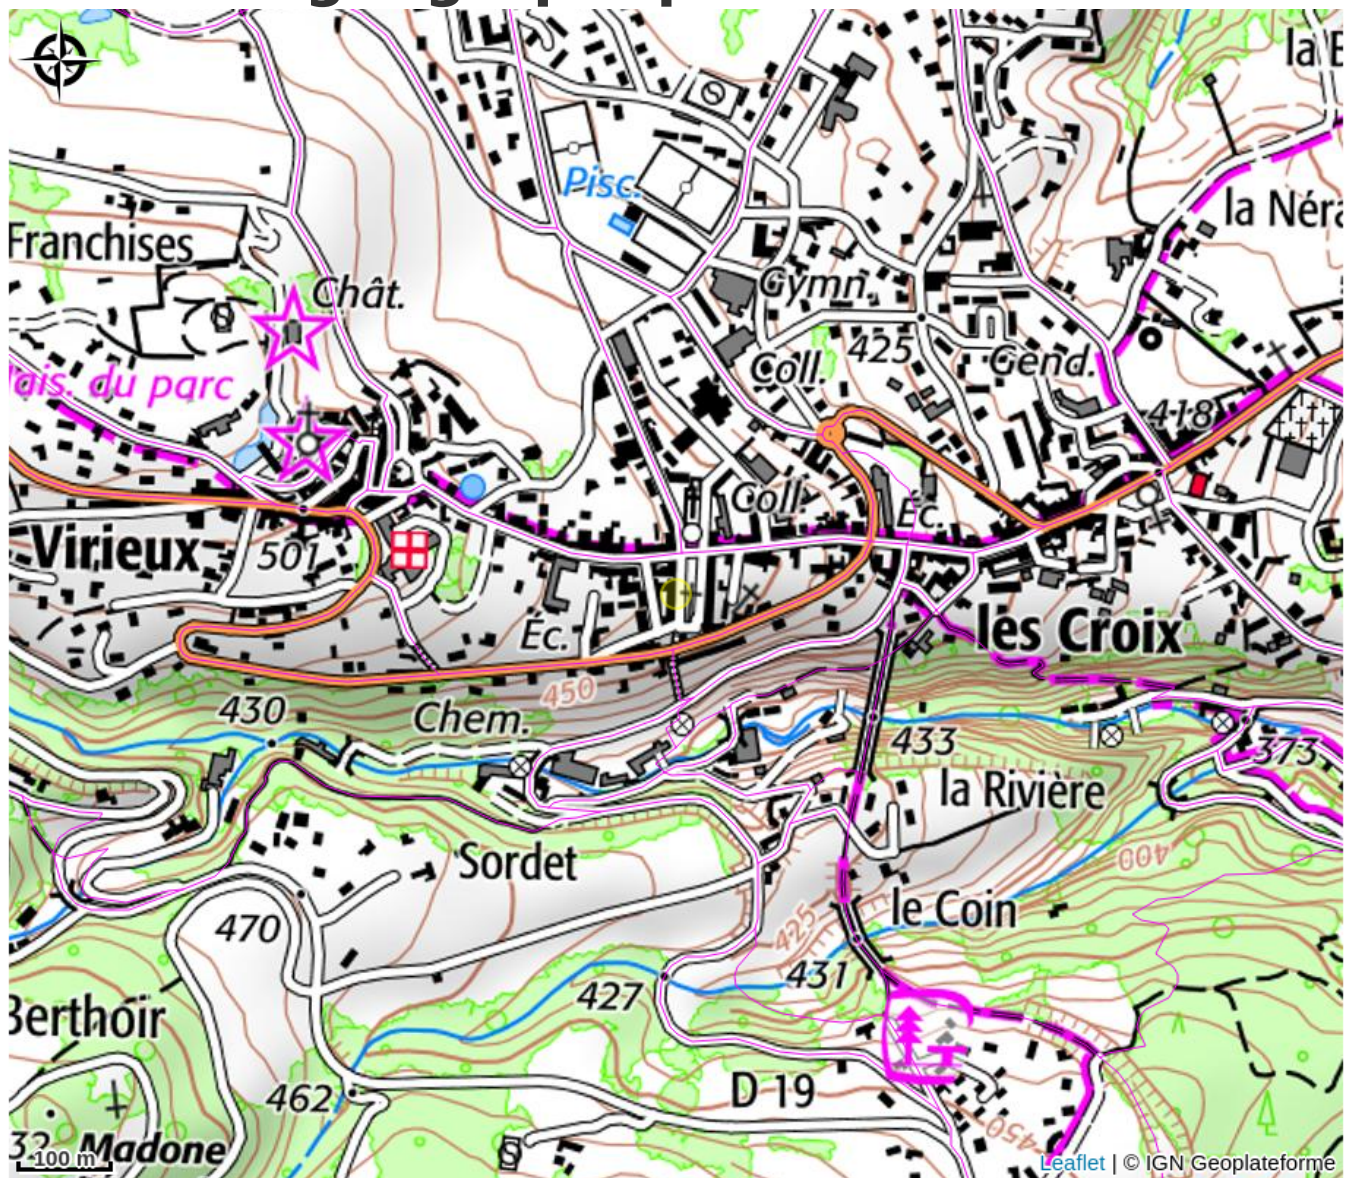 la
Pisc.
la Néra
Franchises
Chât.
Gymn.
425
Coll.
Gend.
ais. du parc
418
Coll.
Éc.
Virieux
501
Éc.
les Croix
450
430
Chem.
433
373
la Rivière
400
Sordet
le Coin
470
425
431
427
Berthoir
462
D 19
450
32
Madone
100 m
Leaflet | © IGN Geoplateforme